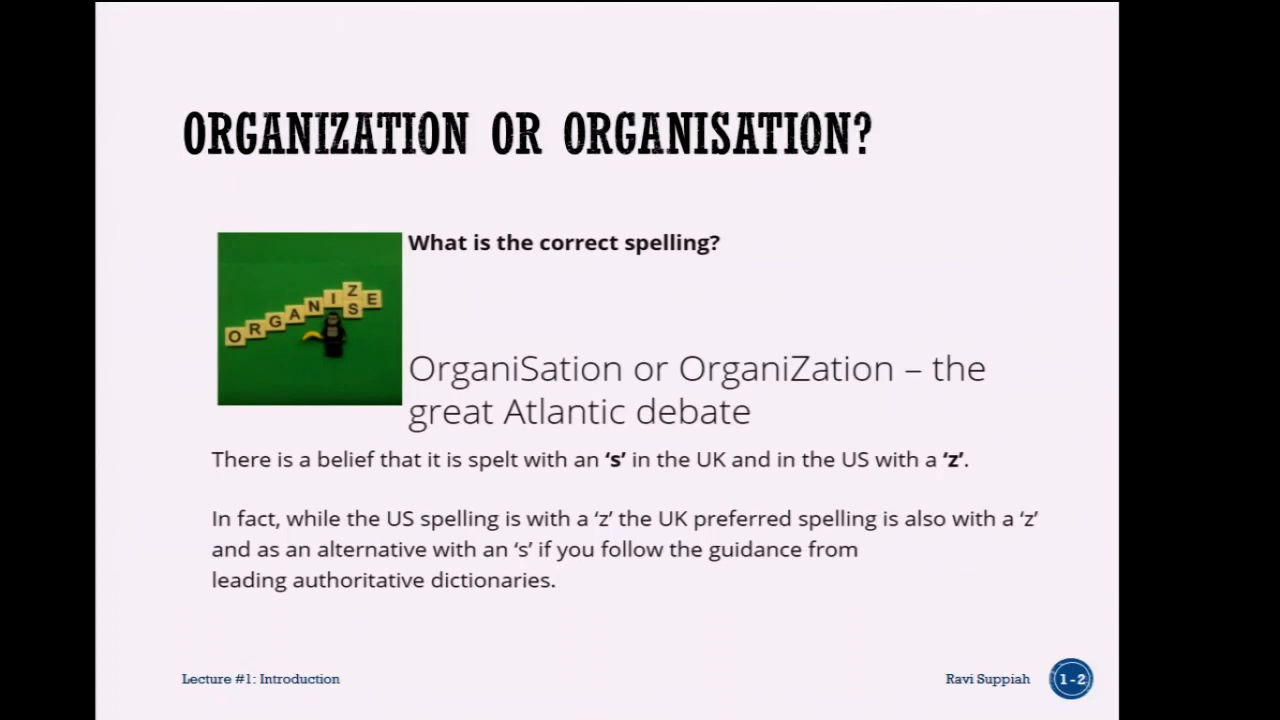 ORGANIZATION OR ORGANISATION?
ORGANIZE
S
What is the correct spelling?
OrganiSation or OrganiZation – the
great Atlantic debate
There is a belief that it is spelt with an ‘s’ in the UK and in the US with a ‘z’.
In fact, while the US spelling is with a ‘z’ the UK preferred spelling is also with a ‘z’
and as an alternative with an ‘s’ if you follow the guidance from
leading authoritative dictionaries.
Lecture #1: Introduction
Ravi Suppiah
1-2